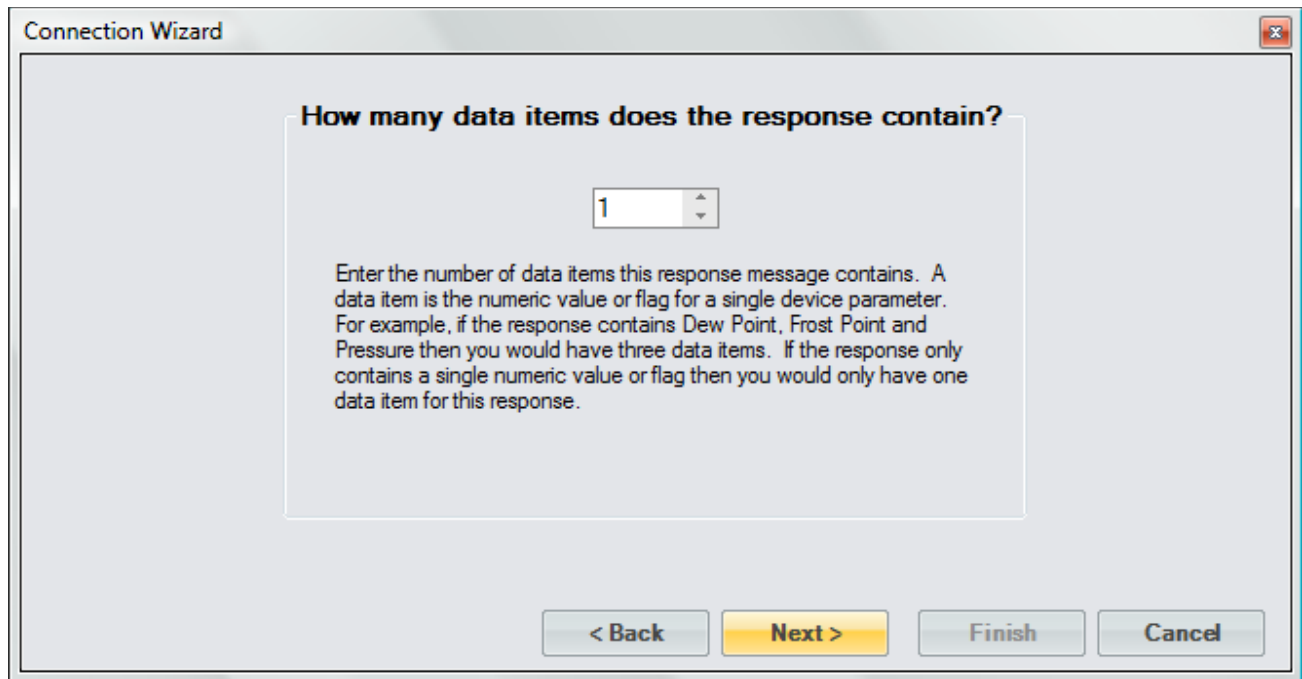 Connection Wizard
How many data items does the response contain?
1
Enter the number of data items this response message contains.  A
data item is the numeric value or flag for a single device parameter.
For example, if the response contains Dew Point, Frost Point and
Pressure then you would have three data items.  If the response only
contains a single numeric value or flag then you would only have one
data item for this response.
< Back Next > Finish Cancel